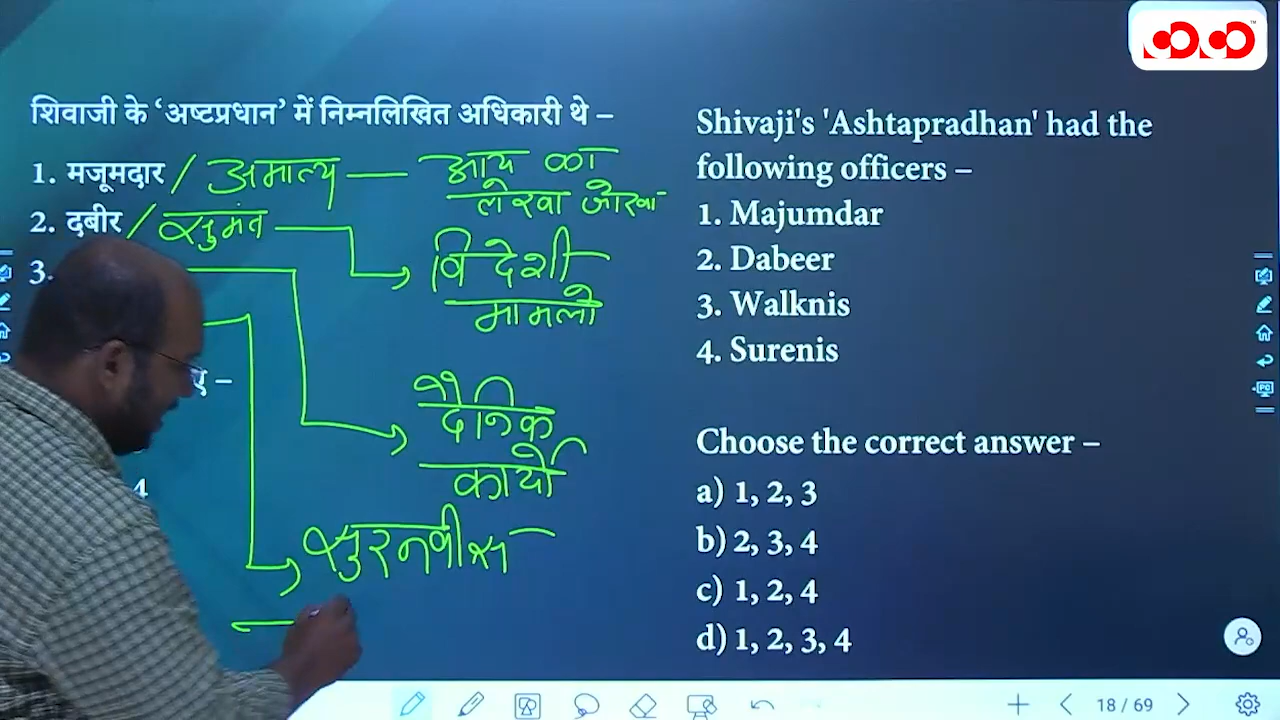 शिवाजी के ‘अष्टप्रधान’ में निम्नलिखित अधिकारी थे –
1. मजूमदार / अमात्य — आय का
लेखा जोखा
2. दबीर / सुमंत
विदेशी
मामलो
3.
ए –
दैनिक
कार्यो
4
सुरनवीस
Shivaji's 'Ashtapradhan' had the
following officers –
1. Majumdar
2. Dabeer
3. Walknis
4. Surenis
Choose the correct answer –
a) 1, 2, 3
b) 2, 3, 4
c) 1, 2, 4
d) 1, 2, 3, 4
18 / 69